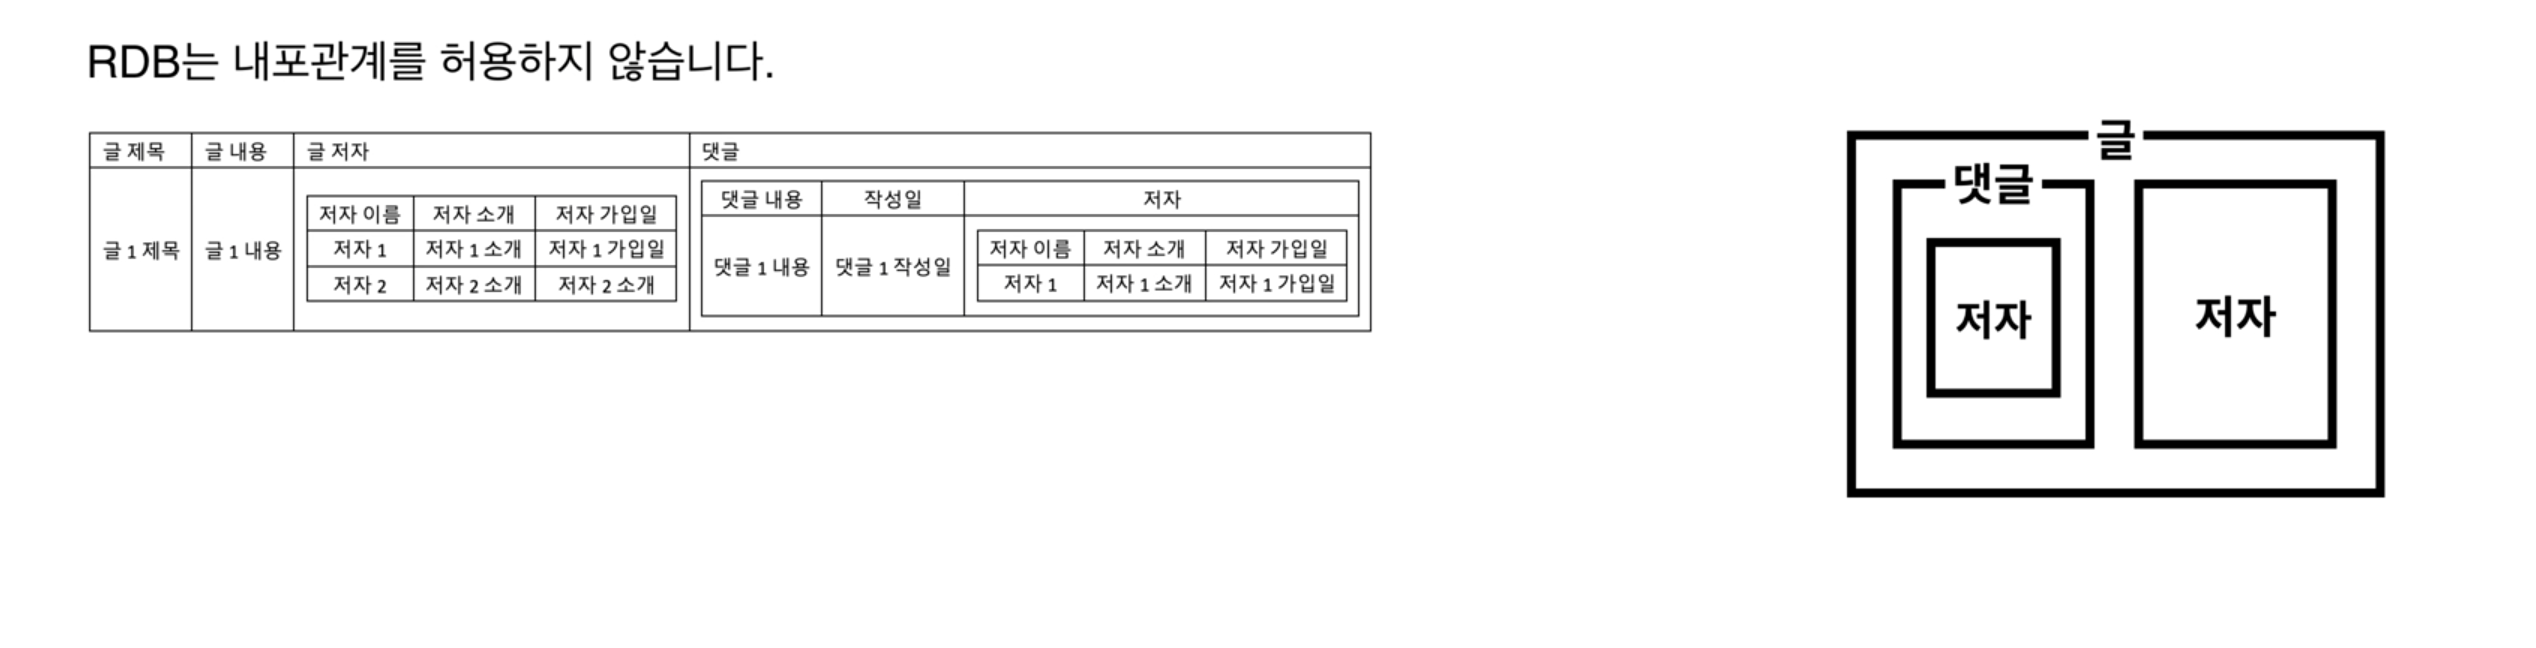 RDB는 내포관계를 허용하지 않습니다.
글 제목 글 내용 글 저자 댓글
글 1 제목 글 1 내용
저자 이름 저자 소개 저자 가입일
저자 1 저자 1 소개 저자 1 가입일
저자 2 저자 2 소개 저자 2 소개
댓글 내용 작성일 저자
댓글 1 내용 댓글 1 작성일
저자 이름 저자 소개 저자 가입일
저자 1 저자 1 소개 저자 1 가입일
글
댓글
저자
저자